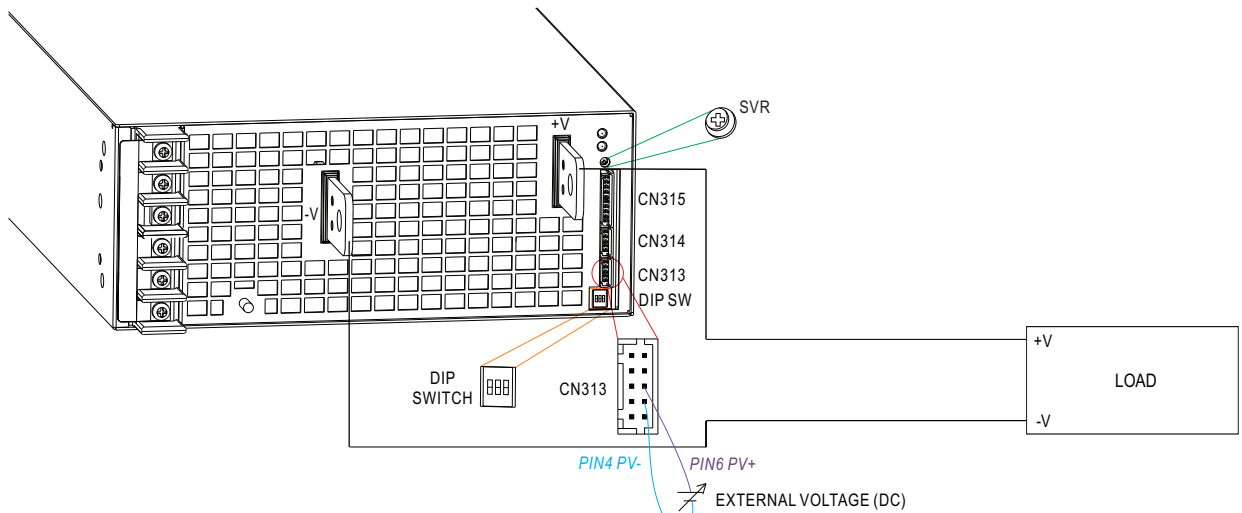 SVR
+V
-V
CN315
CN314
CN313
DIP SW
DIP
SWITCH
CN313
+V
LOAD
-V
PIN4 PV-
PIN6 PV+
EXTERNAL VOLTAGE (DC)